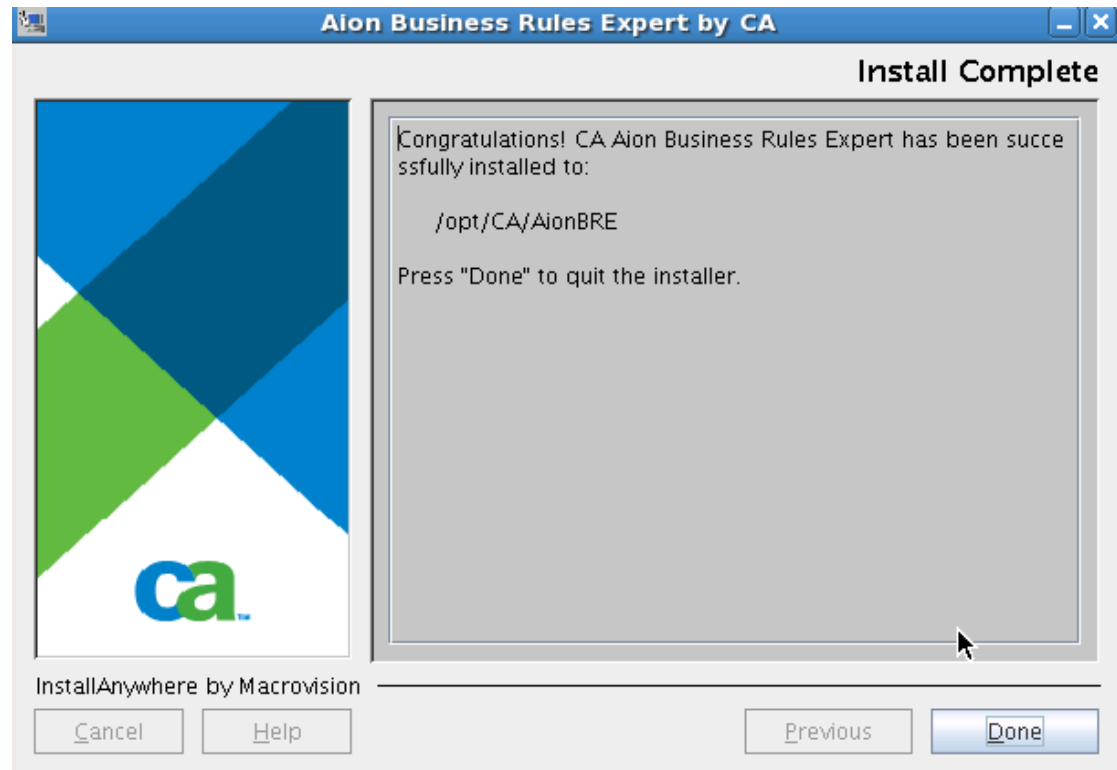 Aion Business Rules Expert by CA
Install Complete
Congratulations! CA Aion Business Rules Expert has been succe
ssfully installed to:
/opt/CA/AionBRE
Press "Done" to quit the installer.
ca™
InstallAnywhere by Macrovision
Cancel Help Previous Done